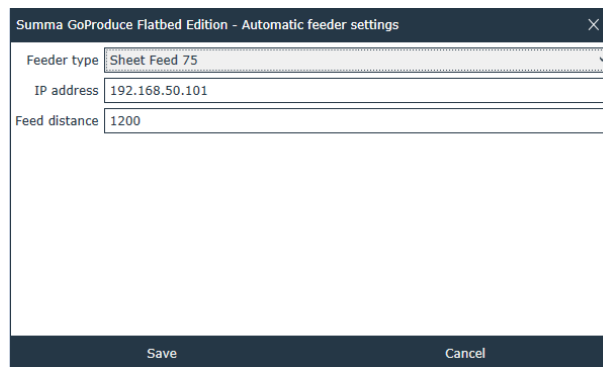 Summa GoProduce Flatbed Edition - Automatic feeder settings
Feeder type Sheet Feed 75
IP address 192.168.50.101
Feed distance 1200
Save Cancel